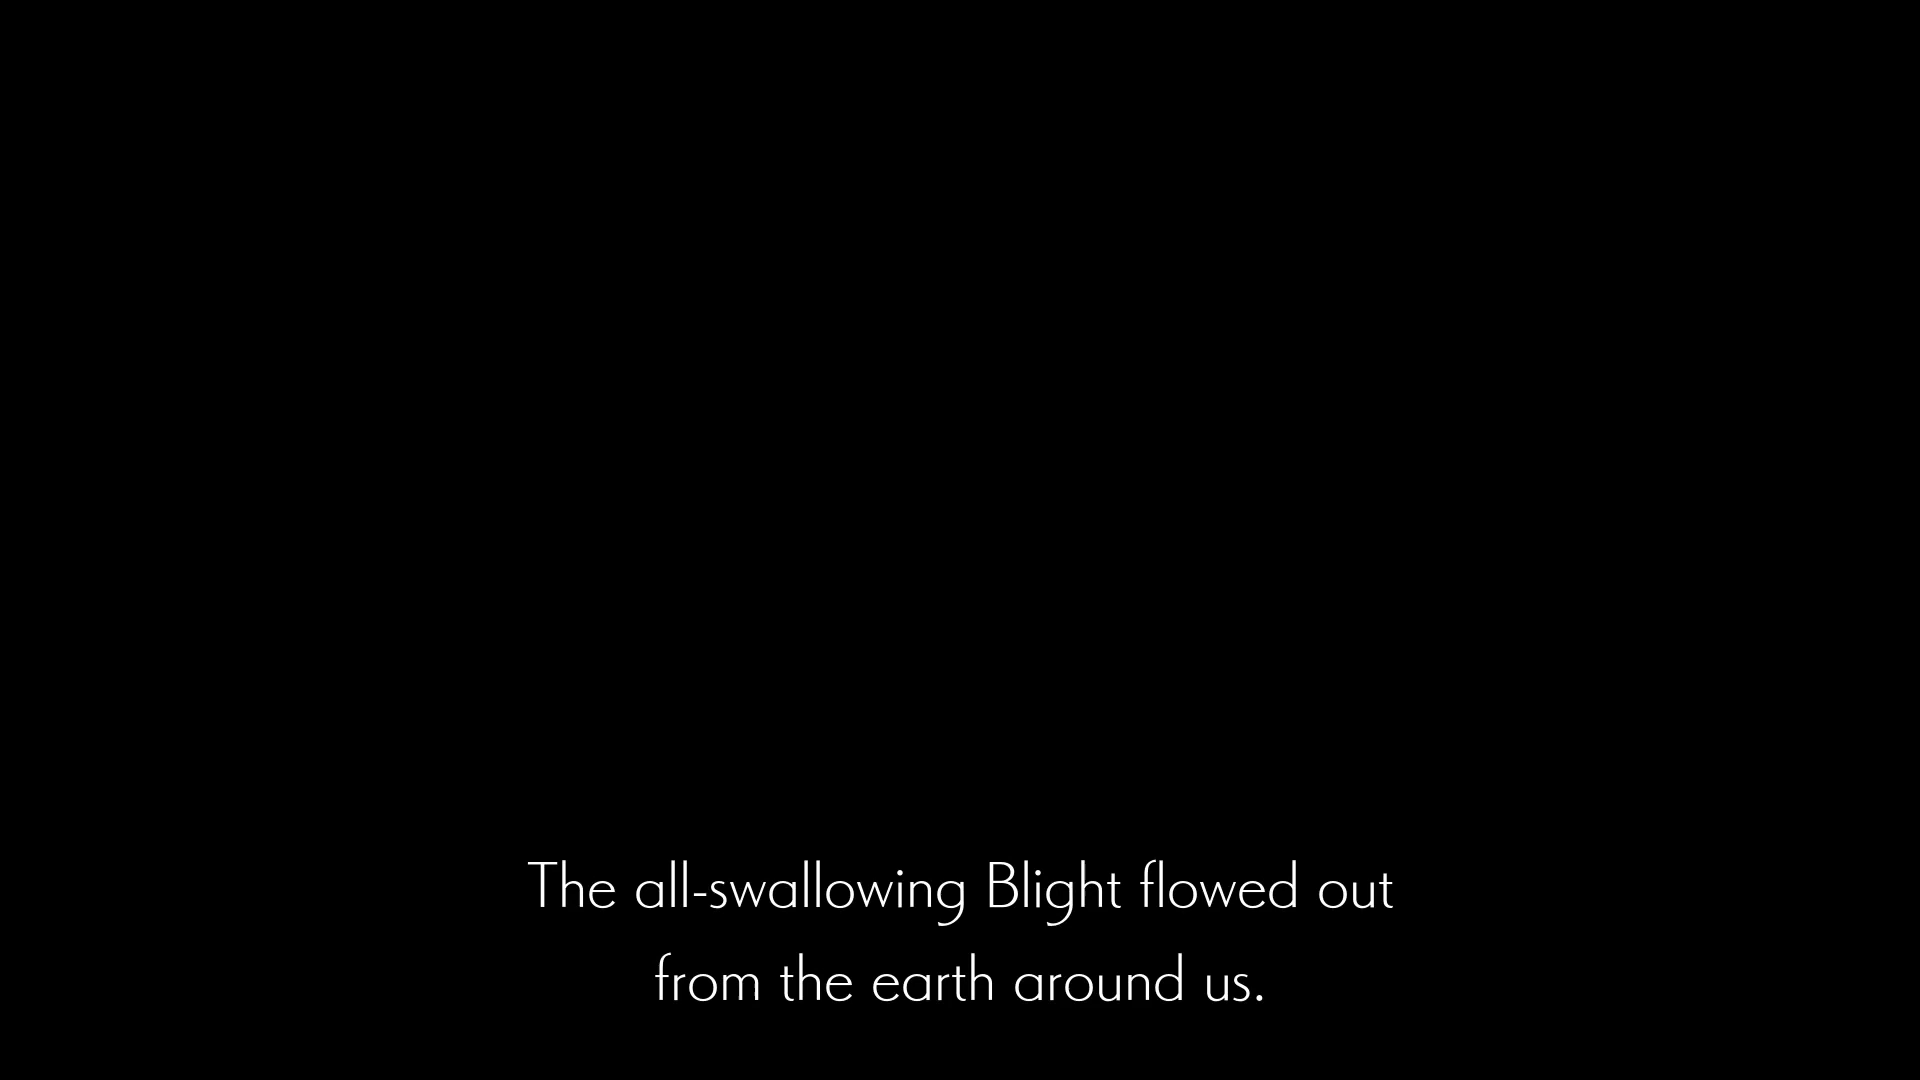 The all-swallowing Blight flowed out
from the earth around us.